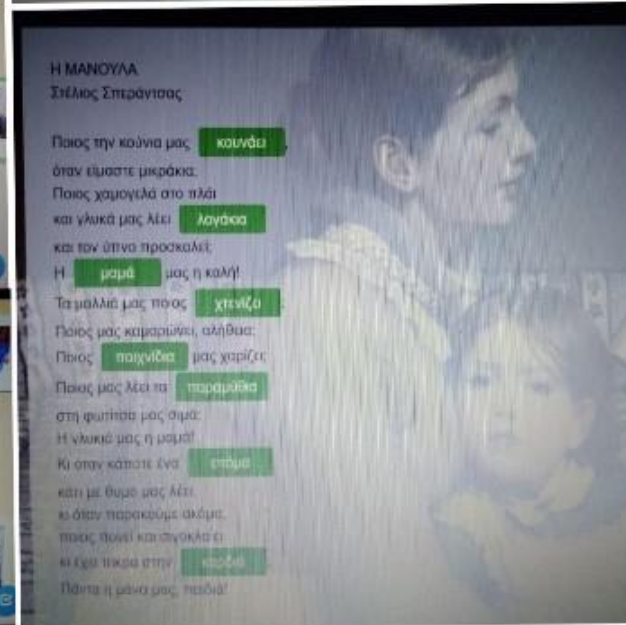 Η ΜΑΝΟΥΛΑ
Στέλιος Σπεράντσας
Ποιος την κούνια μας κουνάει,
όταν είμαστε μικράκια;
Ποιος χαμογελά στο πλάι
και γλυκά μας λέει λογάκια
και τον ύπνο προσκαλεί;
Η μαμά μας η καλή!
Τα μαλλιά μας ποιος χτενίζει;
Ποιος μας καμαρώνει, αλήθεια;
Ποιος παιχνίδια μας χαρίζει;
Ποιος μας λέει τα παραμύθια
στη φωτίτσα μας σιμά;
Η γλυκιά μας η μαμά!
Κι όταν κάποτε ένα στόμα
κάτι με θυμό μας λέει,
κι όταν παρακούμε ακόμα,
ποιος πονεί και σιγοκλαίει
κι έχει πίκρα στην καρδιά
Πάντα η μάνα μας, παιδιά!